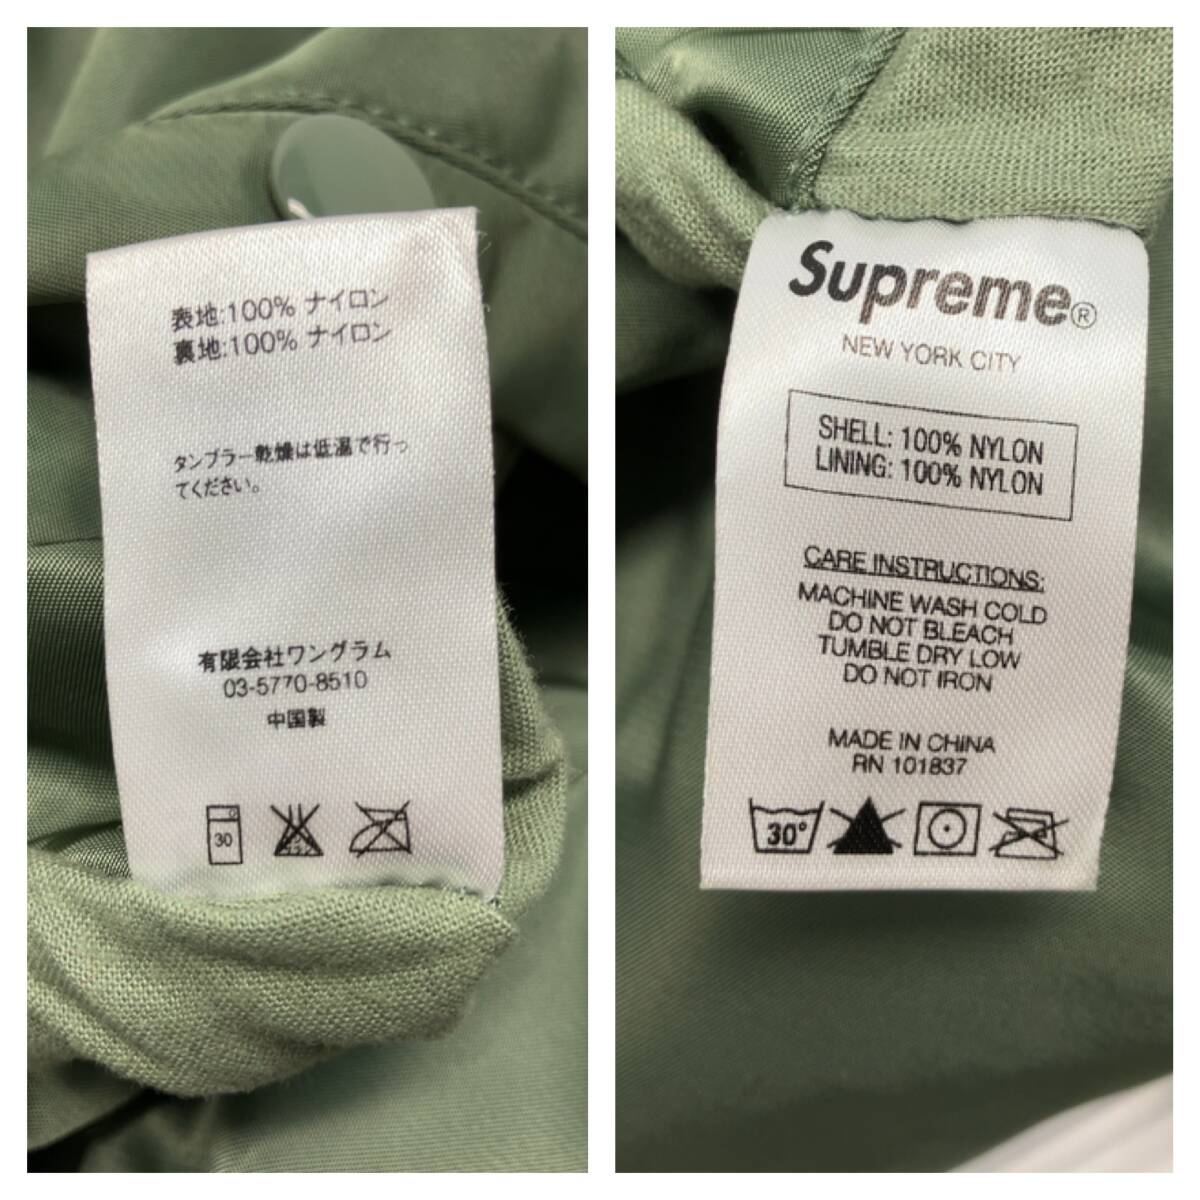 表地:100% ナイロン
裏地:100% ナイロン
タンブラー乾燥は低温で行っ
てください。
有限会社ワングラム
03-5770-8510
中国製
30
Supreme®
NEW YORK CITY
SHELL: 100% NYLON
LINING: 100% NYLON
CARE INSTRUCTIONS:
MACHINE WASH COLD
DO NOT BLEACH
TUMBLE DRY LOW
DO NOT IRON
MADE IN CHINA
RN 101837
30°